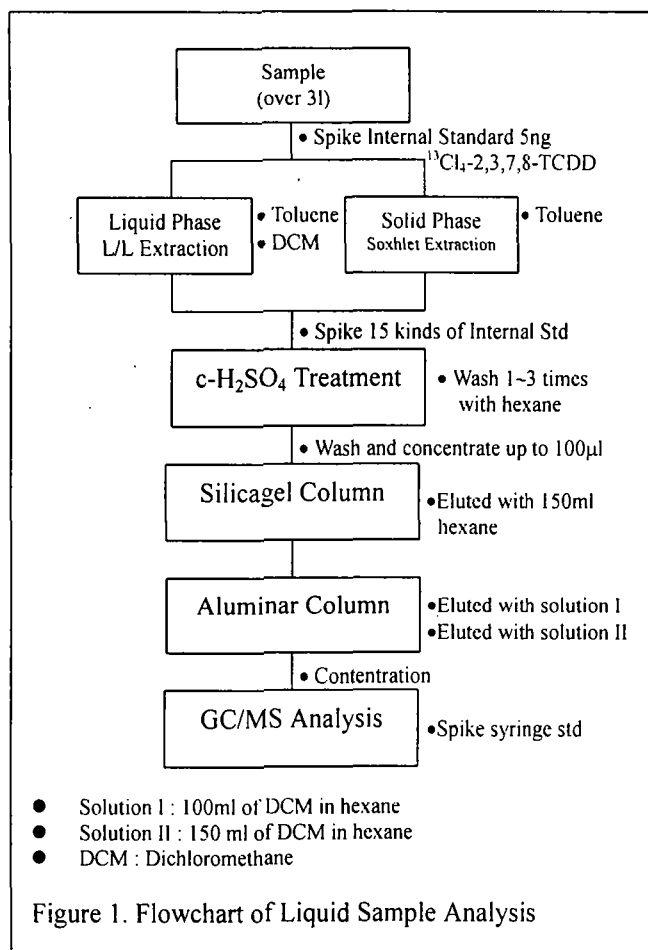 Sample
(over 3l)
• Spike Internal Standard 5ng
¹³Cl₄-2,3,7,8-TCDD
Liquid Phase
L/L Extraction
• Toluene
• DCM
Solid Phase
Soxhlet Extraction
• Toluene
• Spike 15 kinds of Internal Std
c-H₂SO₄ Treatment
• Wash 1~3 times
with hexane
• Wash and concentrate up to 100μl
Silicagel Column
•Eluted with 150ml
hexane
Aluminar Column
•Eluted with solution I
•Eluted with solution II
• Contentration
GC/MS Analysis
•Spike syringe std
● Solution I : 100ml of DCM in hexane
● Solution II : 150 ml of DCM in hexane
● DCM : Dichloromethane
Figure 1. Flowchart of Liquid Sample Analysis